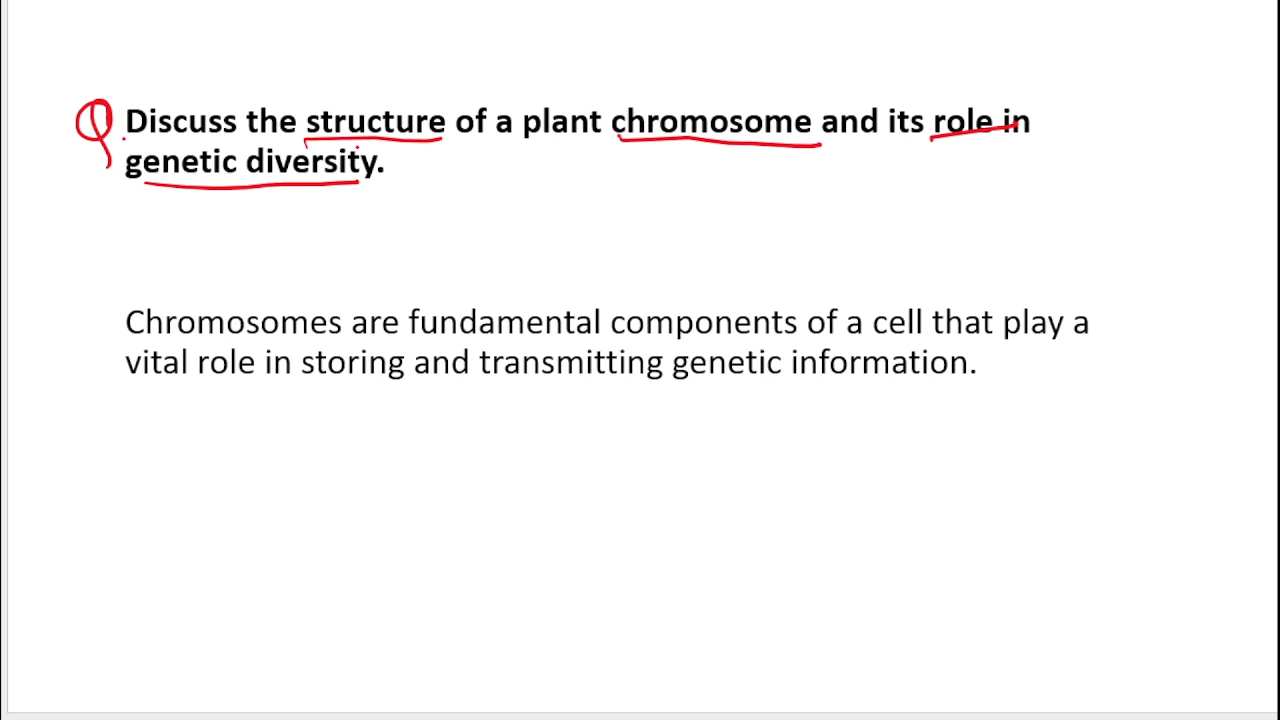 Q Discuss the structure of a plant chromosome and its role in
genetic diversity.
Chromosomes are fundamental components of a cell that play a
vital role in storing and transmitting genetic information.